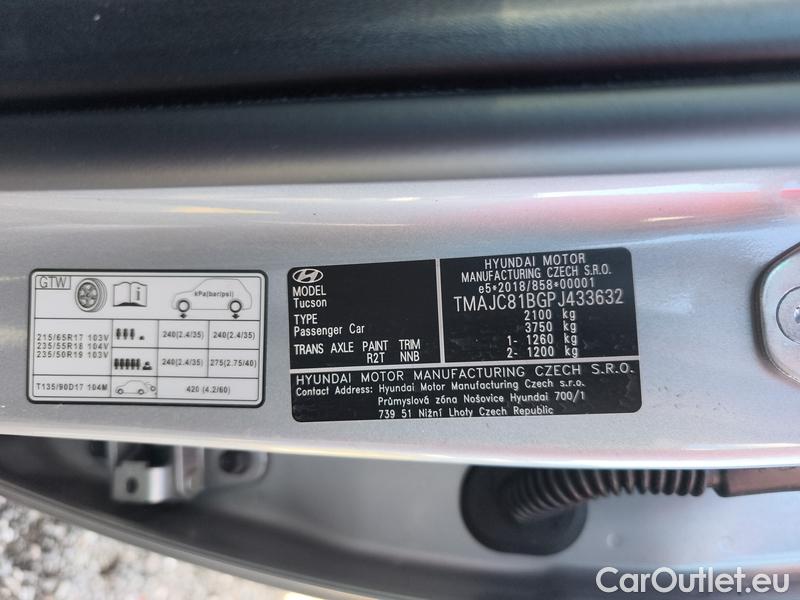 GTW
kPa(bar/psi)
215/65R17 103V
235/55R18 104V
235/50R19 103V
240(2.4/35) 240(2.4/35)
240(2.4/35) 275(2.75/40)
T135/90D17 104M 420 (4.2/60)
MODEL
Tucson
TYPE
Passenger Car
TRANS AXLE PAINT TRIM
R2T NNB
HYUNDAI MOTOR
MANUFACTURING CZECH S.R.O.
e5*2018/858*00001
TMAJC81BGPJ433632
2100 kg
3750 kg
1- 1260 kg
2- 1200 kg
HYUNDAI MOTOR MANUFACTURING CZECH S.R.O.
Contact Address: Hyundai Motor Manufacturing Czech s.r.o.
Průmyslová zóna Nošovice Hyundai 700/1
739 51 Nižní Lhoty Czech Republic
CarOutlet.eu